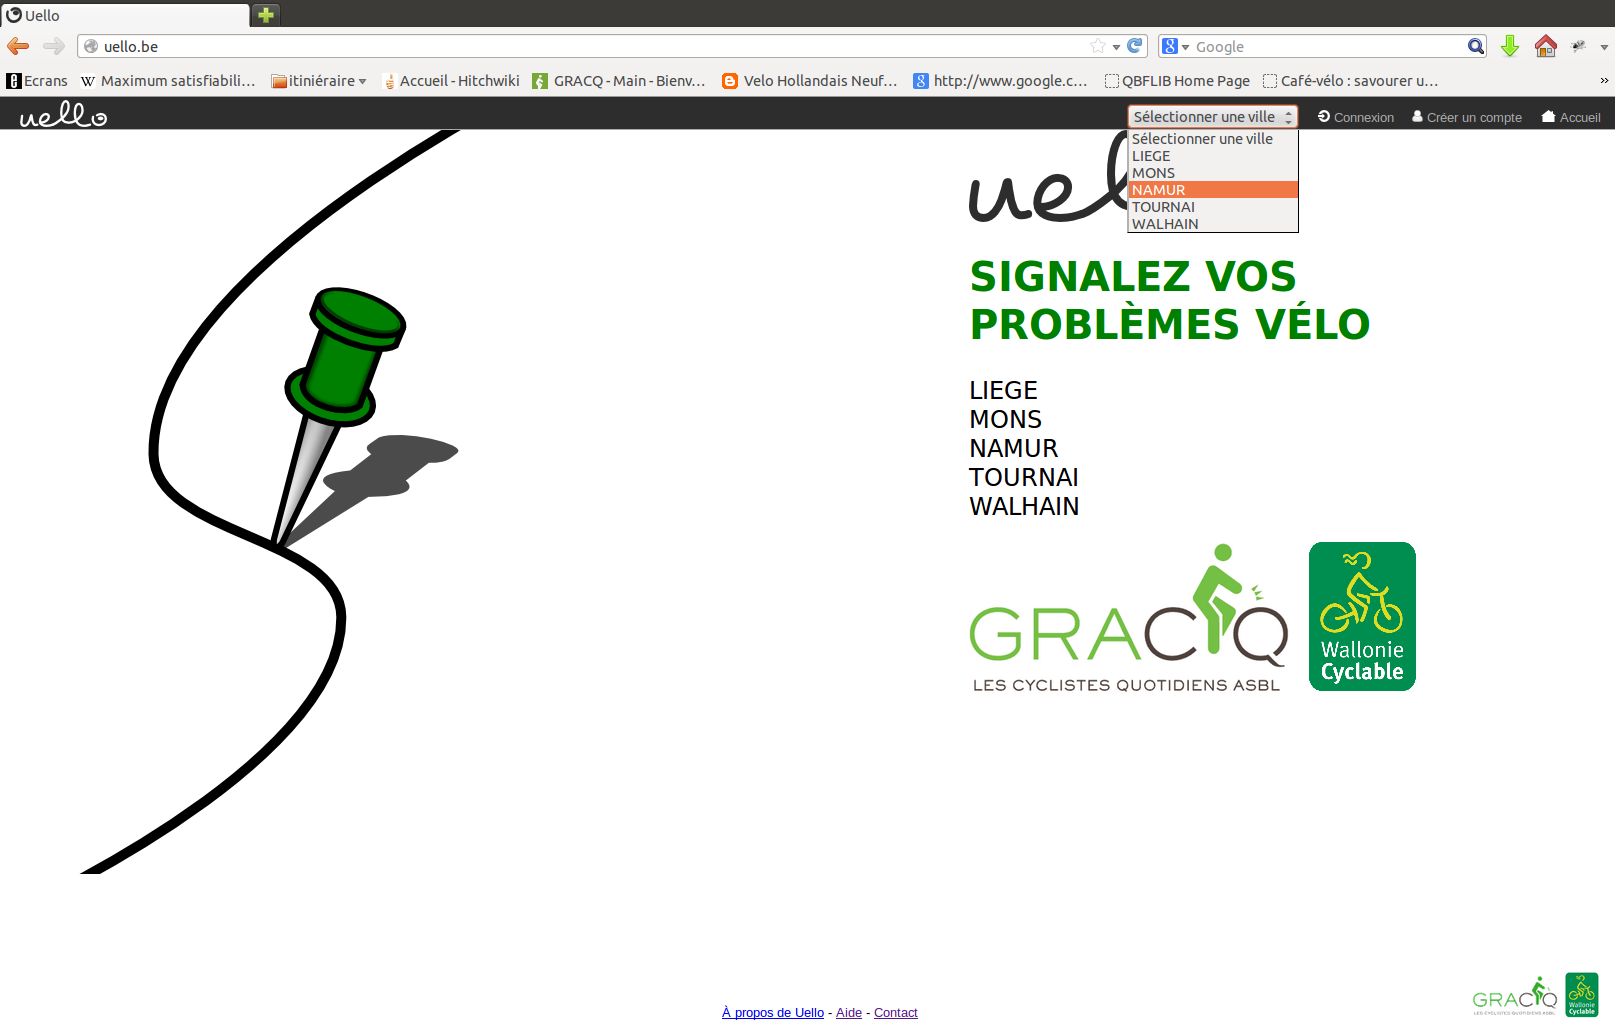 Uello
uello.be
Google
Ecrans
Maximum satisfiabili...
itiniéraire
Accueil - Hitchwiki
GRACQ - Main - Bienv...
Velo Hollandais Neuf...
http://www.google.c...
QBFLIB Home Page
Café-vélo : savourer u...
»
uello
Sélectionner une ville
Connexion
Créer un compte
Accueil
Sélectionner une ville
LIEGE
MONS
NAMUR
TOURNAI
WALHAIN
uel
SIGNALEZ VOS
PROBLÈMES VÉLO
LIEGE
MONS
NAMUR
TOURNAI
WALHAIN
GRACQ
LES CYCLISTES QUOTIDIENS ASBL
Wallonie
Cyclable
GRACQ
LES CYCLISTES QUOTIDIENS ASBL
Wallonie
Cyclable
À propos de Uello - Aide - Contact